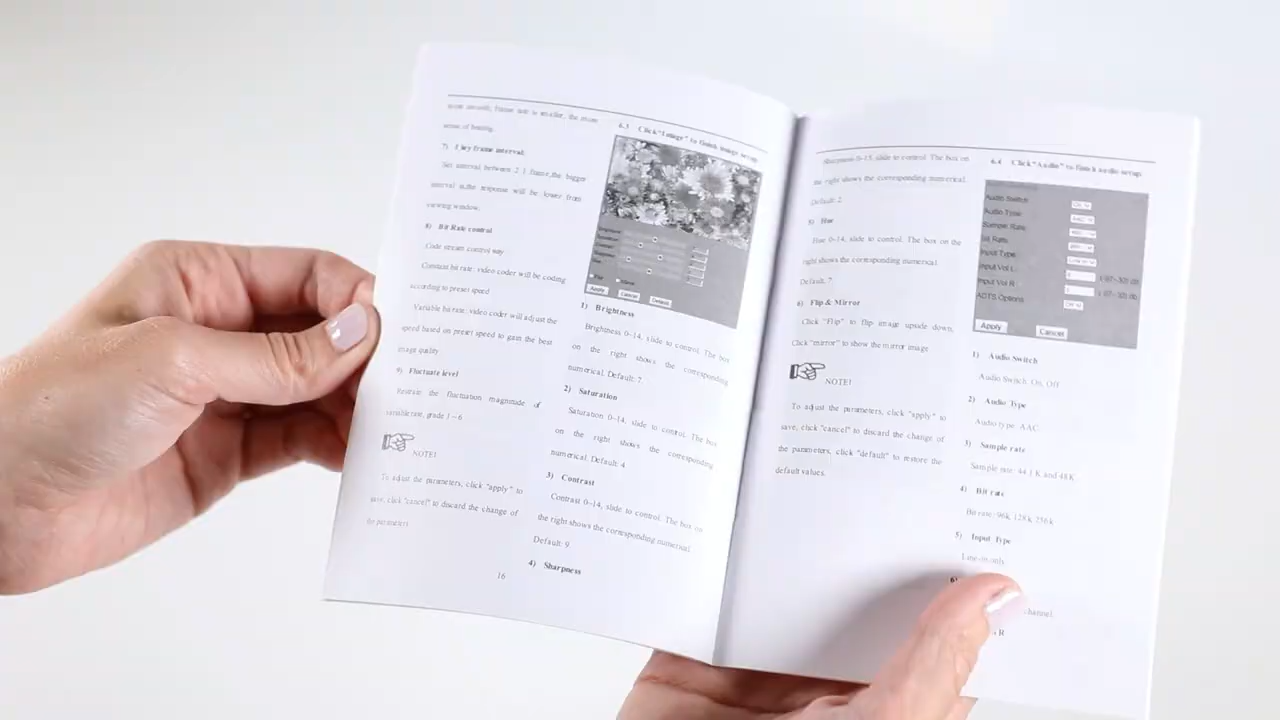 more smooth, frame rate is smaller, the more
sense of beating.
7) I key frame interval:
Set interval between 2 I frame,the bigger
interval is,the response will be lower from
viewing window.
8) Bit Rate control
Code stream control way
Constant bit rate: video coder will be coding
according to preset speed
Variable bit rate: video coder will adjust the
speed based on preset speed to gain the best
image quality
9) Fluctuate level
Restrain the fluctuation magnitude of
variable rate, grade 1~6
NOTE!
To adjust the parameters, click "apply" to
save, click "cancel" to discard the change of
the parameters
16
6.3 Click"Image" to finish image setup
Brightness
Saturation
Contrast
Sharpness
Hue
Flip
Mirror
Apply
Cancel
Default
1) Brightness
Brightness 0~14, slide to control. The box
on the right shows the corresponding
numerical. Default: 7
2) Saturation
Saturation 0~14, slide to control. The box
on the right shows the corresponding
numerical. Default: 4
3) Contrast
Contrast 0~14, slide to control. The box on
the right shows the corresponding numerical.
Default: 9
4) Sharpness
Sharpness 0~15, slide to control. The box on
the right shows the corresponding numerical.
Default: 2
5) Hue
Hue 0~14, slide to control. The box on the
right shows the corresponding numerical.
Default: 7
6) Flip & Mirror
Click "Flip" to flip image upside down,
Click "mirror" to show the mirror image
NOTE!
To adjust the parameters, click "apply" to
save, click "cancel" to discard the change of
the parameters, click "default" to restore the
default values.
6.4 Click"Audio" to finish audio setup
Audio Switch On
Audio Type AAC
Sample Rate
Bit Rate
Input Type
Input Vol L
Input Vol R
ADTS Options
Apply
Cancel
1) Audio Switch
Audio Switch: On, Off
2) Audio Type
Audio type: AAC
3) Sample rate
Sample rate: 44.1 K and 48K
4) Bit rate
Bit rate: 96k, 128k, 256k
5) Input Type
Line-in only
6)
channel.
R